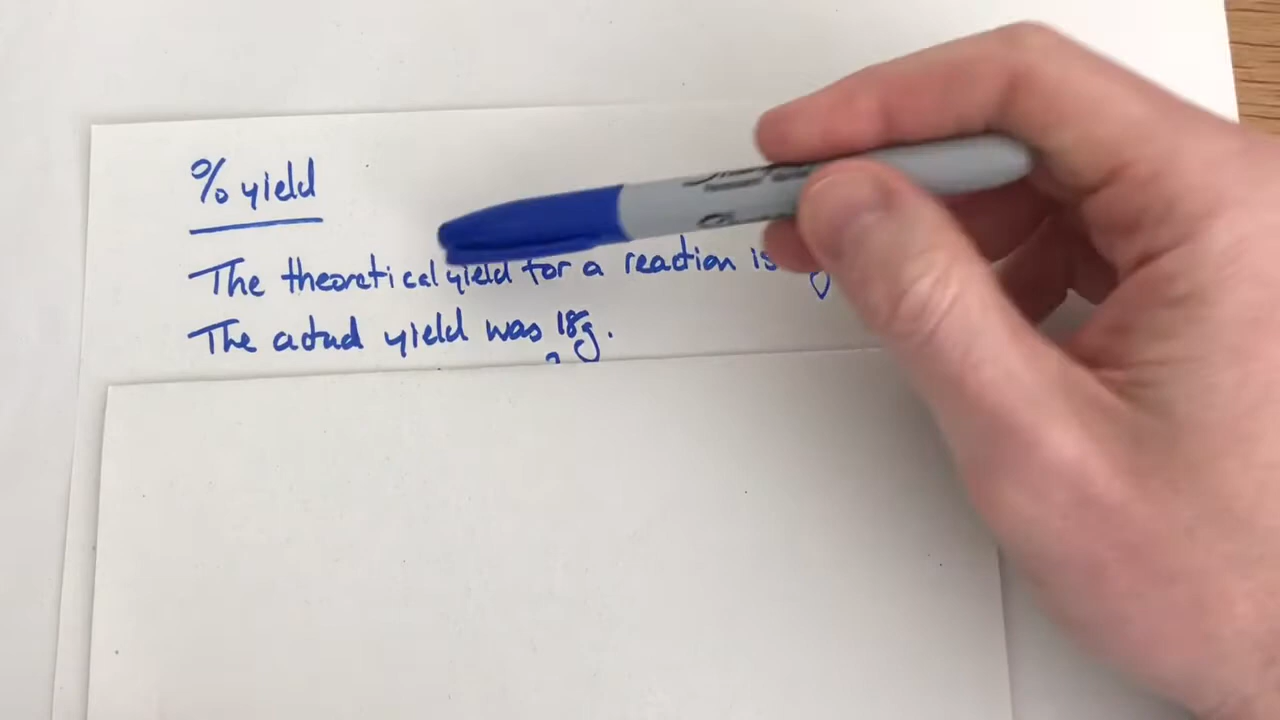 % yield
The theoretical yield for a reaction is
The actual yield was 18g.